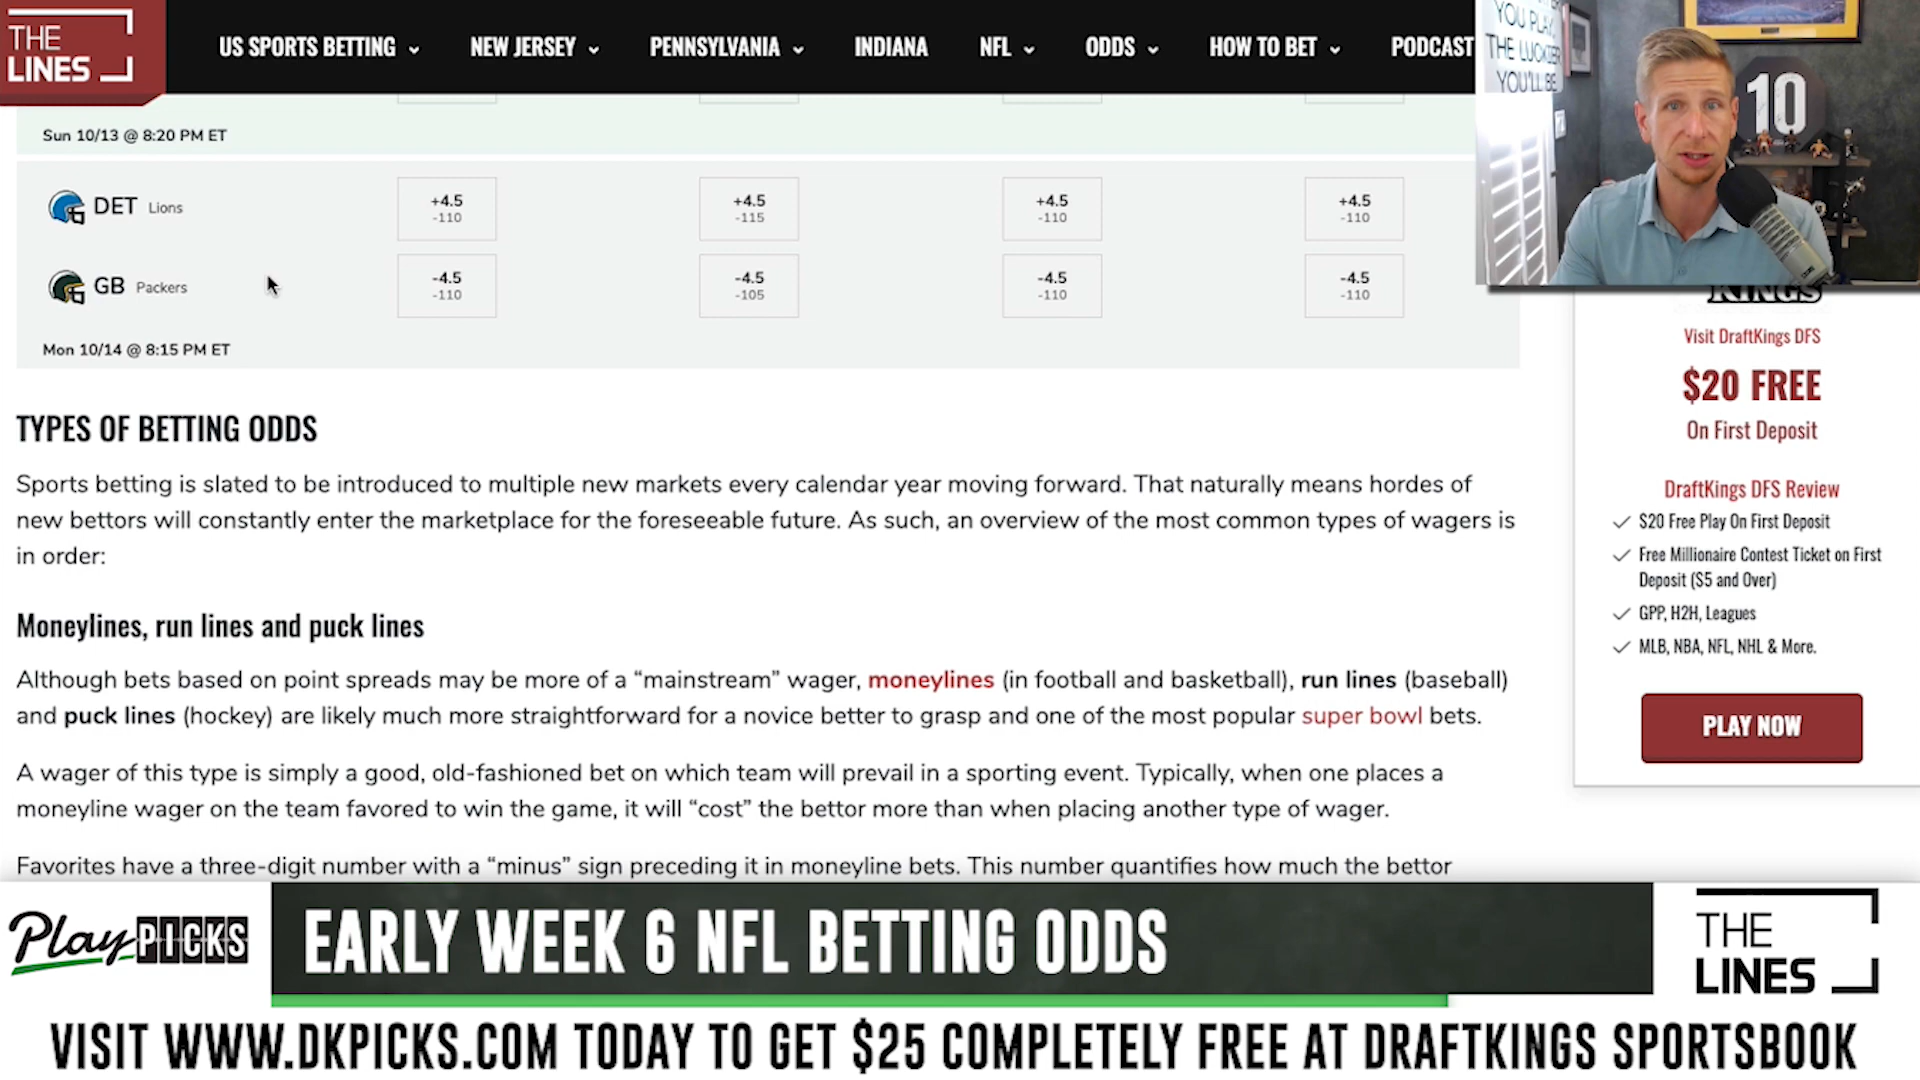 THE
LINES
US SPORTS BETTING
NEW JERSEY
PENNSYLVANIA
INDIANA
NFL
ODDS
HOW TO BET
PODCAST
YOU PLAY,
THE LUCKIER
YOU'LL BE
10
Sun 10/13 @ 8:20 PM ET
DET Lions
+4.5
-110
+4.5
-115
+4.5
-110
+4.5
-110
GB Packers
-4.5
-110
-4.5
-105
-4.5
-110
-4.5
-110
Mon 10/14 @ 8:15 PM ET
KINGS
Visit DraftKings DFS
$20 FREE
On First Deposit
DraftKings DFS Review
$20 Free Play On First Deposit
Free Millionaire Contest Ticket on First
Deposit ($5 and Over)
GPP, H2H, Leagues
MLB, NBA, NFL, NHL & More.
PLAY NOW
TYPES OF BETTING ODDS
Sports betting is slated to be introduced to multiple new markets every calendar year moving forward. That naturally means hordes of
new bettors will constantly enter the marketplace for the foreseeable future. As such, an overview of the most common types of wagers is
in order:
Moneylines, run lines and puck lines
Although bets based on point spreads may be more of a “mainstream” wager, moneylines (in football and basketball), run lines (baseball)
and puck lines (hockey) are likely much more straightforward for a novice better to grasp and one of the most popular super bowl bets.
A wager of this type is simply a good, old-fashioned bet on which team will prevail in a sporting event. Typically, when one places a
moneyline wager on the team favored to win the game, it will “cost” the bettor more than when placing another type of wager.
Favorites have a three-digit number with a “minus” sign preceding it in moneyline bets. This number quantifies how much the bettor
Play PICKS
EARLY WEEK 6 NFL BETTING ODDS
THE
LINES
VISIT WWW.DKPICKS.COM TODAY TO GET $25 COMPLETELY FREE AT DRAFTKINGS SPORTSBOOK